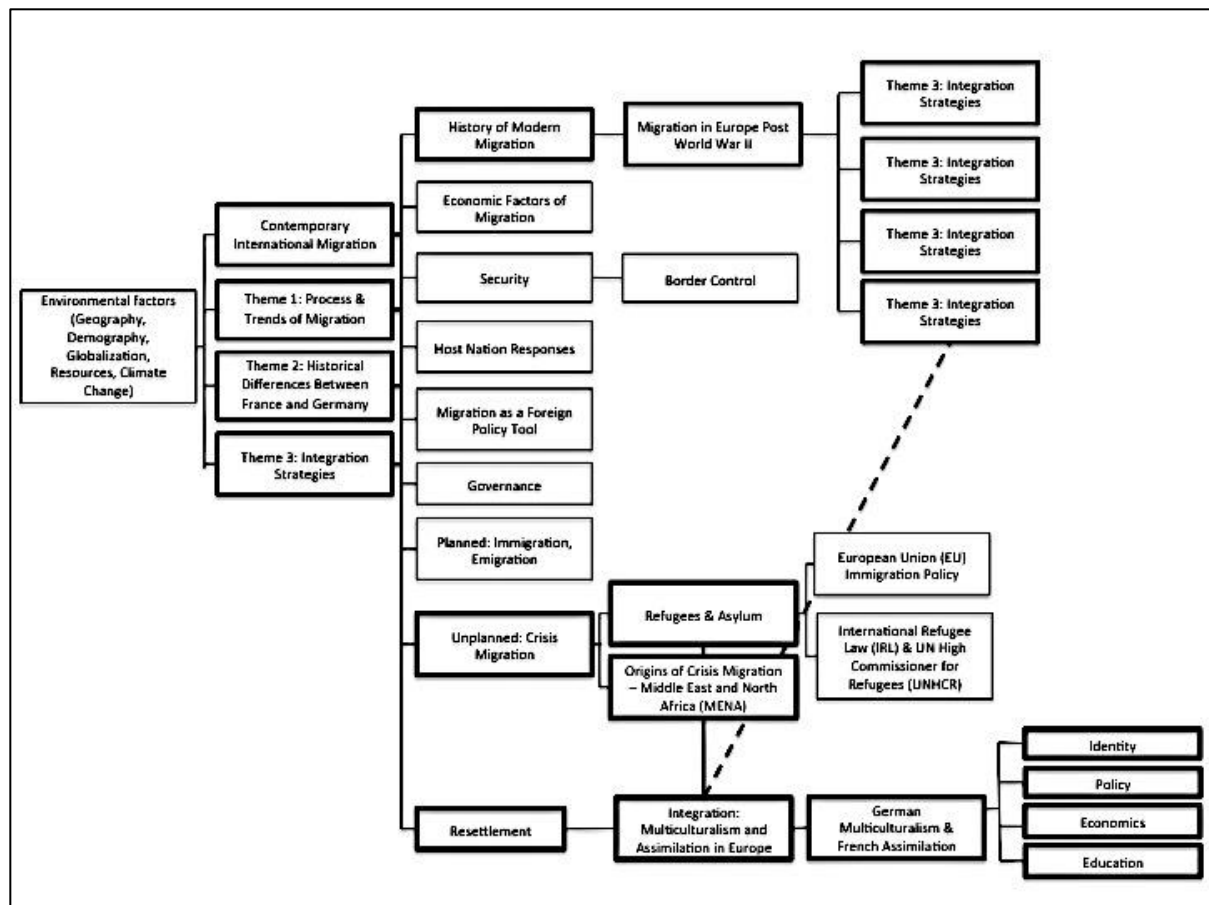 Environmental factors
(Geography,
Demography,
Globalization,
Resources, Climate
Change)
Contemporary
International Migration
Theme 1: Process &
Trends of Migration
Theme 2: Historical
Differences Between
France and Germany
Theme 3: Integration
Strategies
History of Modern
Migration
Economic Factors of
Migration
Security
Host Nation Responses
Migration as a Foreign
Policy Tool
Governance
Planned: Immigration,
Emigration
Unplanned: Crisis
Migration
Resettlement
Migration in Europe Post
World War II
Border Control
Refugees & Asylum
Origins of Crisis Migration
– Middle East and North
Africa (MENA)
Integration:
Multiculturalism and
Assimilation in Europe
Theme 3: Integration
Strategies
Theme 3: Integration
Strategies
Theme 3: Integration
Strategies
Theme 3: Integration
Strategies
European Union (EU)
Immigration Policy
International Refugee
Law (IRL) & UN High
Commissioner for
Refugees (UNHCR)
German
Multiculturalism &
French Assimilation
Identity
Policy
Economics
Education